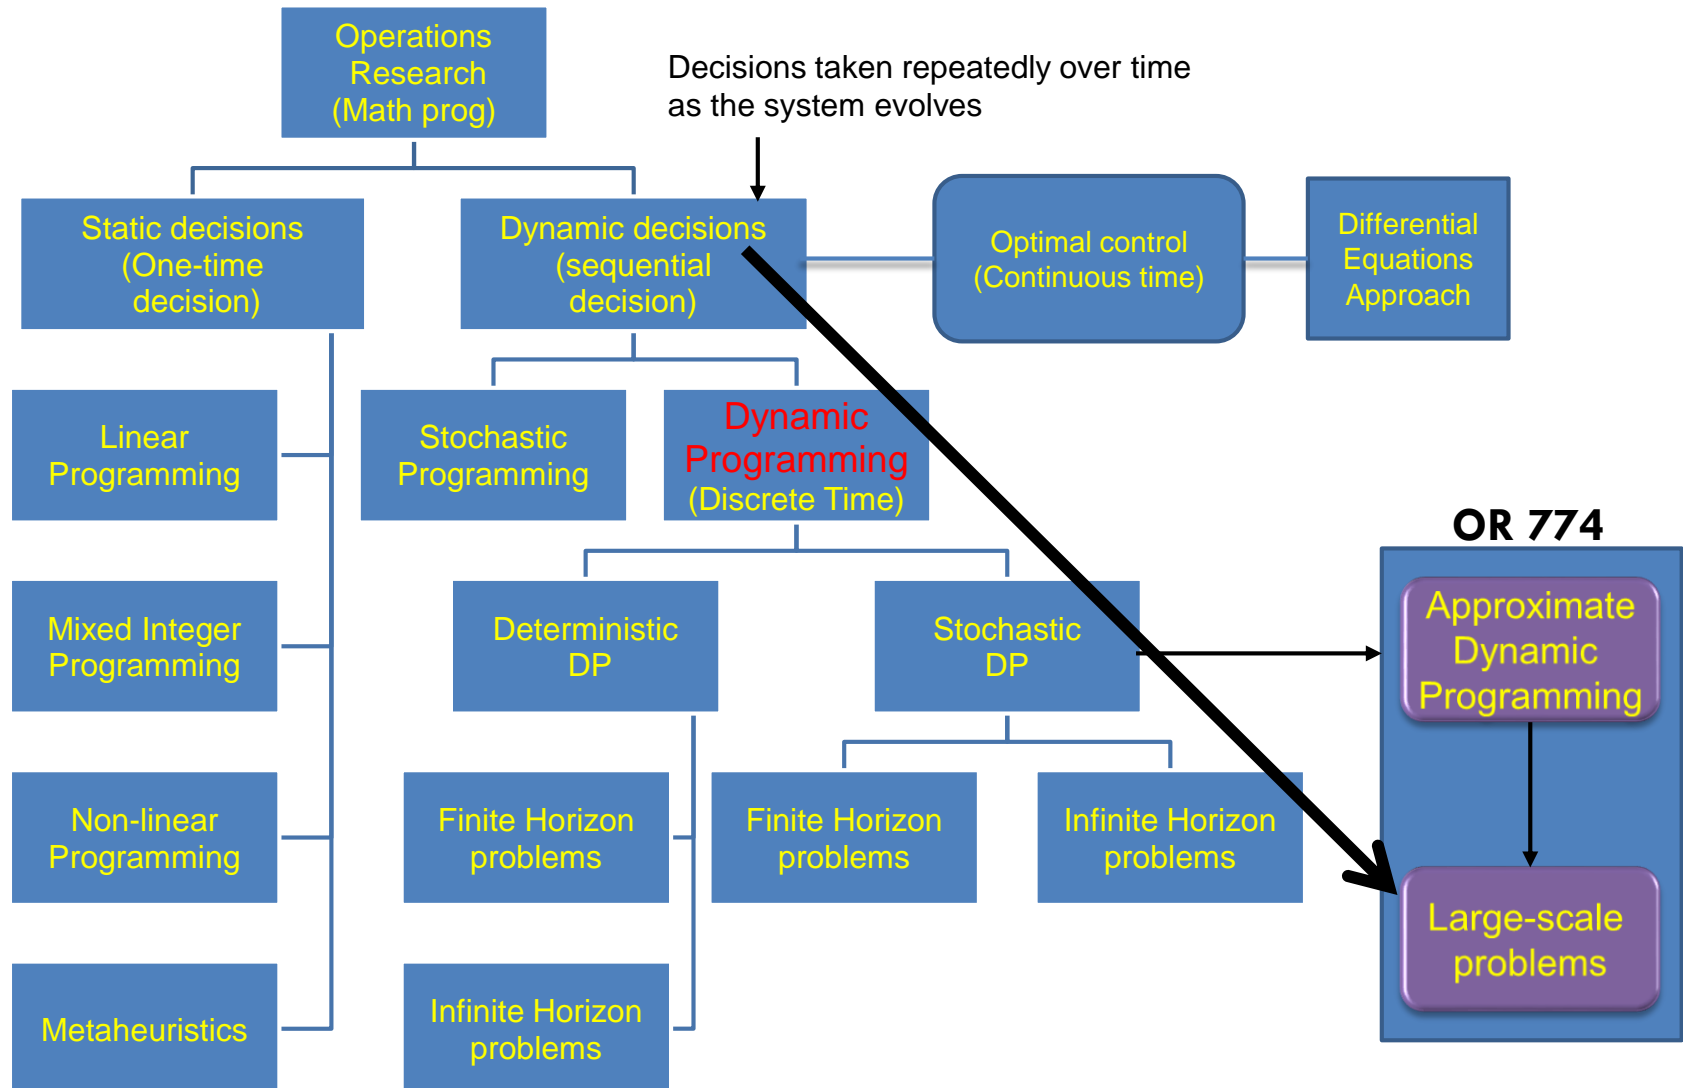 Operations
Research
(Math prog)
Decisions taken repeatedly over time
as the system evolves
Static decisions
(One-time
decision)
Dynamic decisions
(sequential
decision)
Optimal control
(Continuous time)
Differential
Equations
Approach
Linear
Programming
Stochastic
Programming
Dynamic
Programming
(Discrete Time)
OR 774
Mixed Integer
Programming
Deterministic
DP
Stochastic
DP
Approximate
Dynamic
Programming
Non-linear
Programming
Finite Horizon
problems
Finite Horizon
problems
Infinite Horizon
problems
Large-scale
problems
Metaheuristics
Infinite Horizon
problems